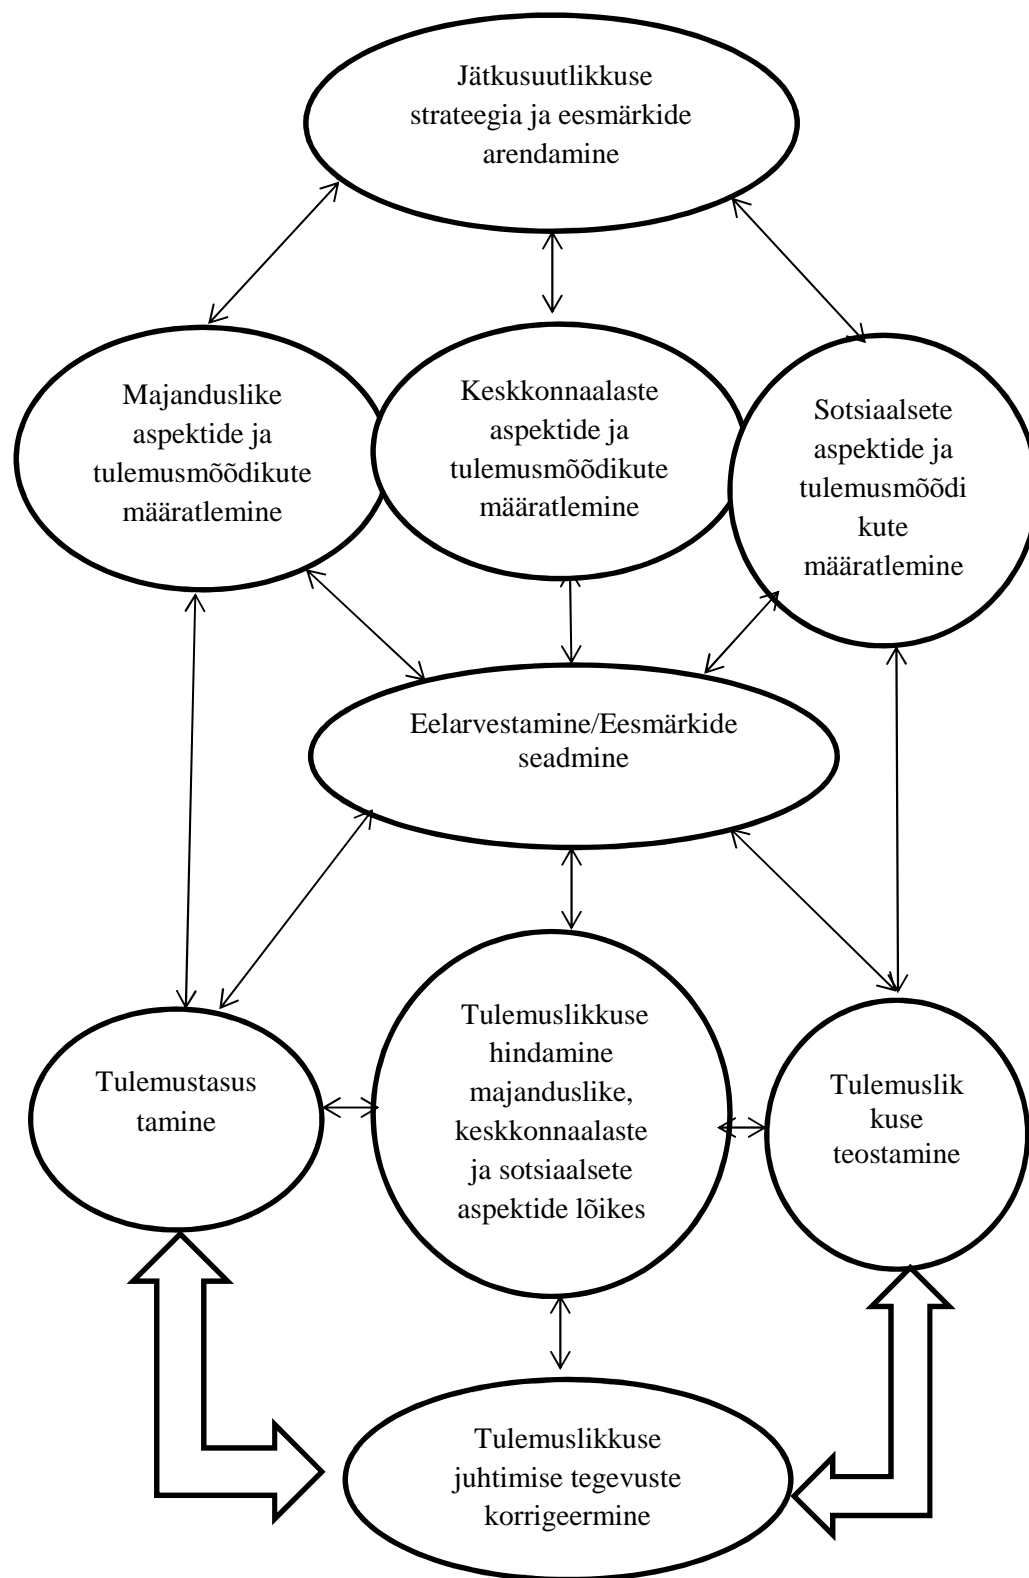 Jätkusuutlikkuse
strateegia ja eesmärkide
arendamine
Majanduslike
aspektide ja
tulemusmõõdikute
määratlemine
Keskkonnaalaste
aspektide ja
tulemusmõõdikute
määratlemine
Sotsiaalsete
aspektide ja
tulemusmõõdi
kute
määratlemine
Eelarvestamine/Eesmärkide
seadmine
Tulemustasus
tamine
Tulemuslikkuse
hindamine
majanduslike,
keskkonnaalaste
ja sotsiaalsete
aspektide lõikes
Tulemuslik
kuse
teostamine
Tulemuslikkuse
juhtimise tegevuste
korrigeermine